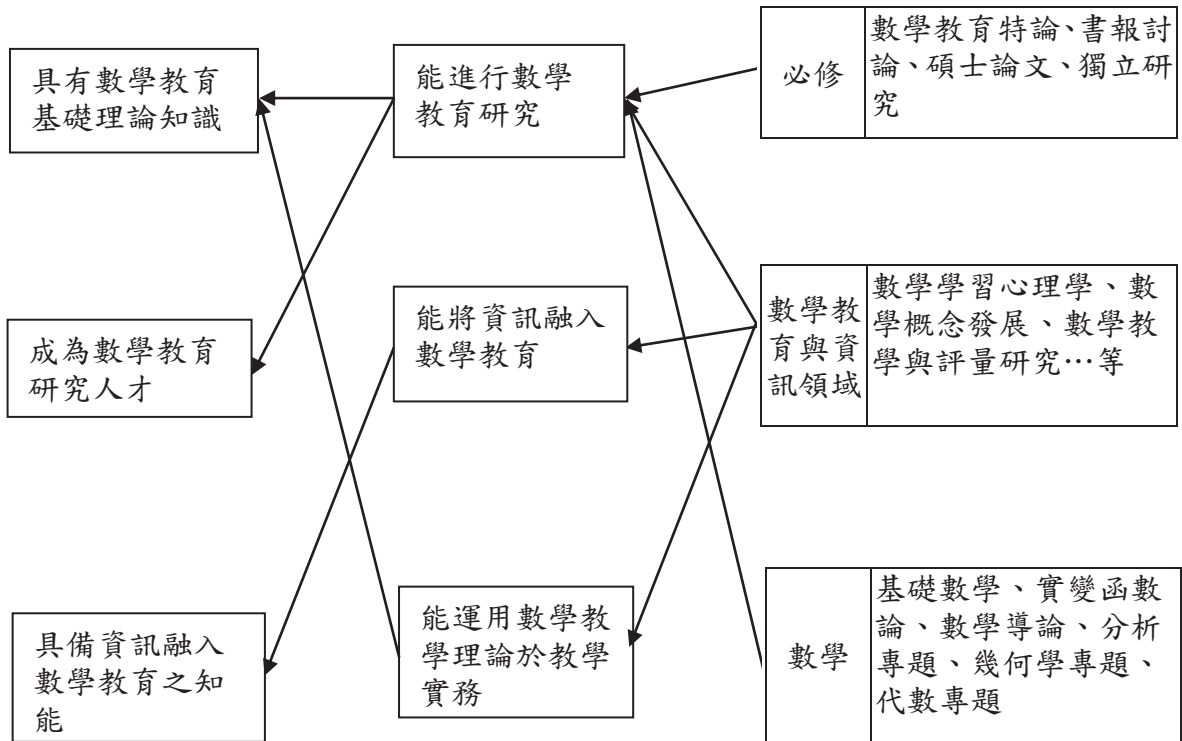 具有數學教育
基礎理論知識
成為數學教育
研究人才
具備資訊融入
數學教育之知
能
能進行數學
教育研究
能將資訊融入
數學教育
能運用數學教
學理論於教學
實務
必修
數學教育特論、書報討
論、碩士論文、獨立研
究
數學教
育與資
訊領域
數學學習心理學、數
學概念發展、數學教
學與評量研究…等
數學
基礎數學、實變函數
論、數學導論、分析
專題、幾何學專題、
代數專題